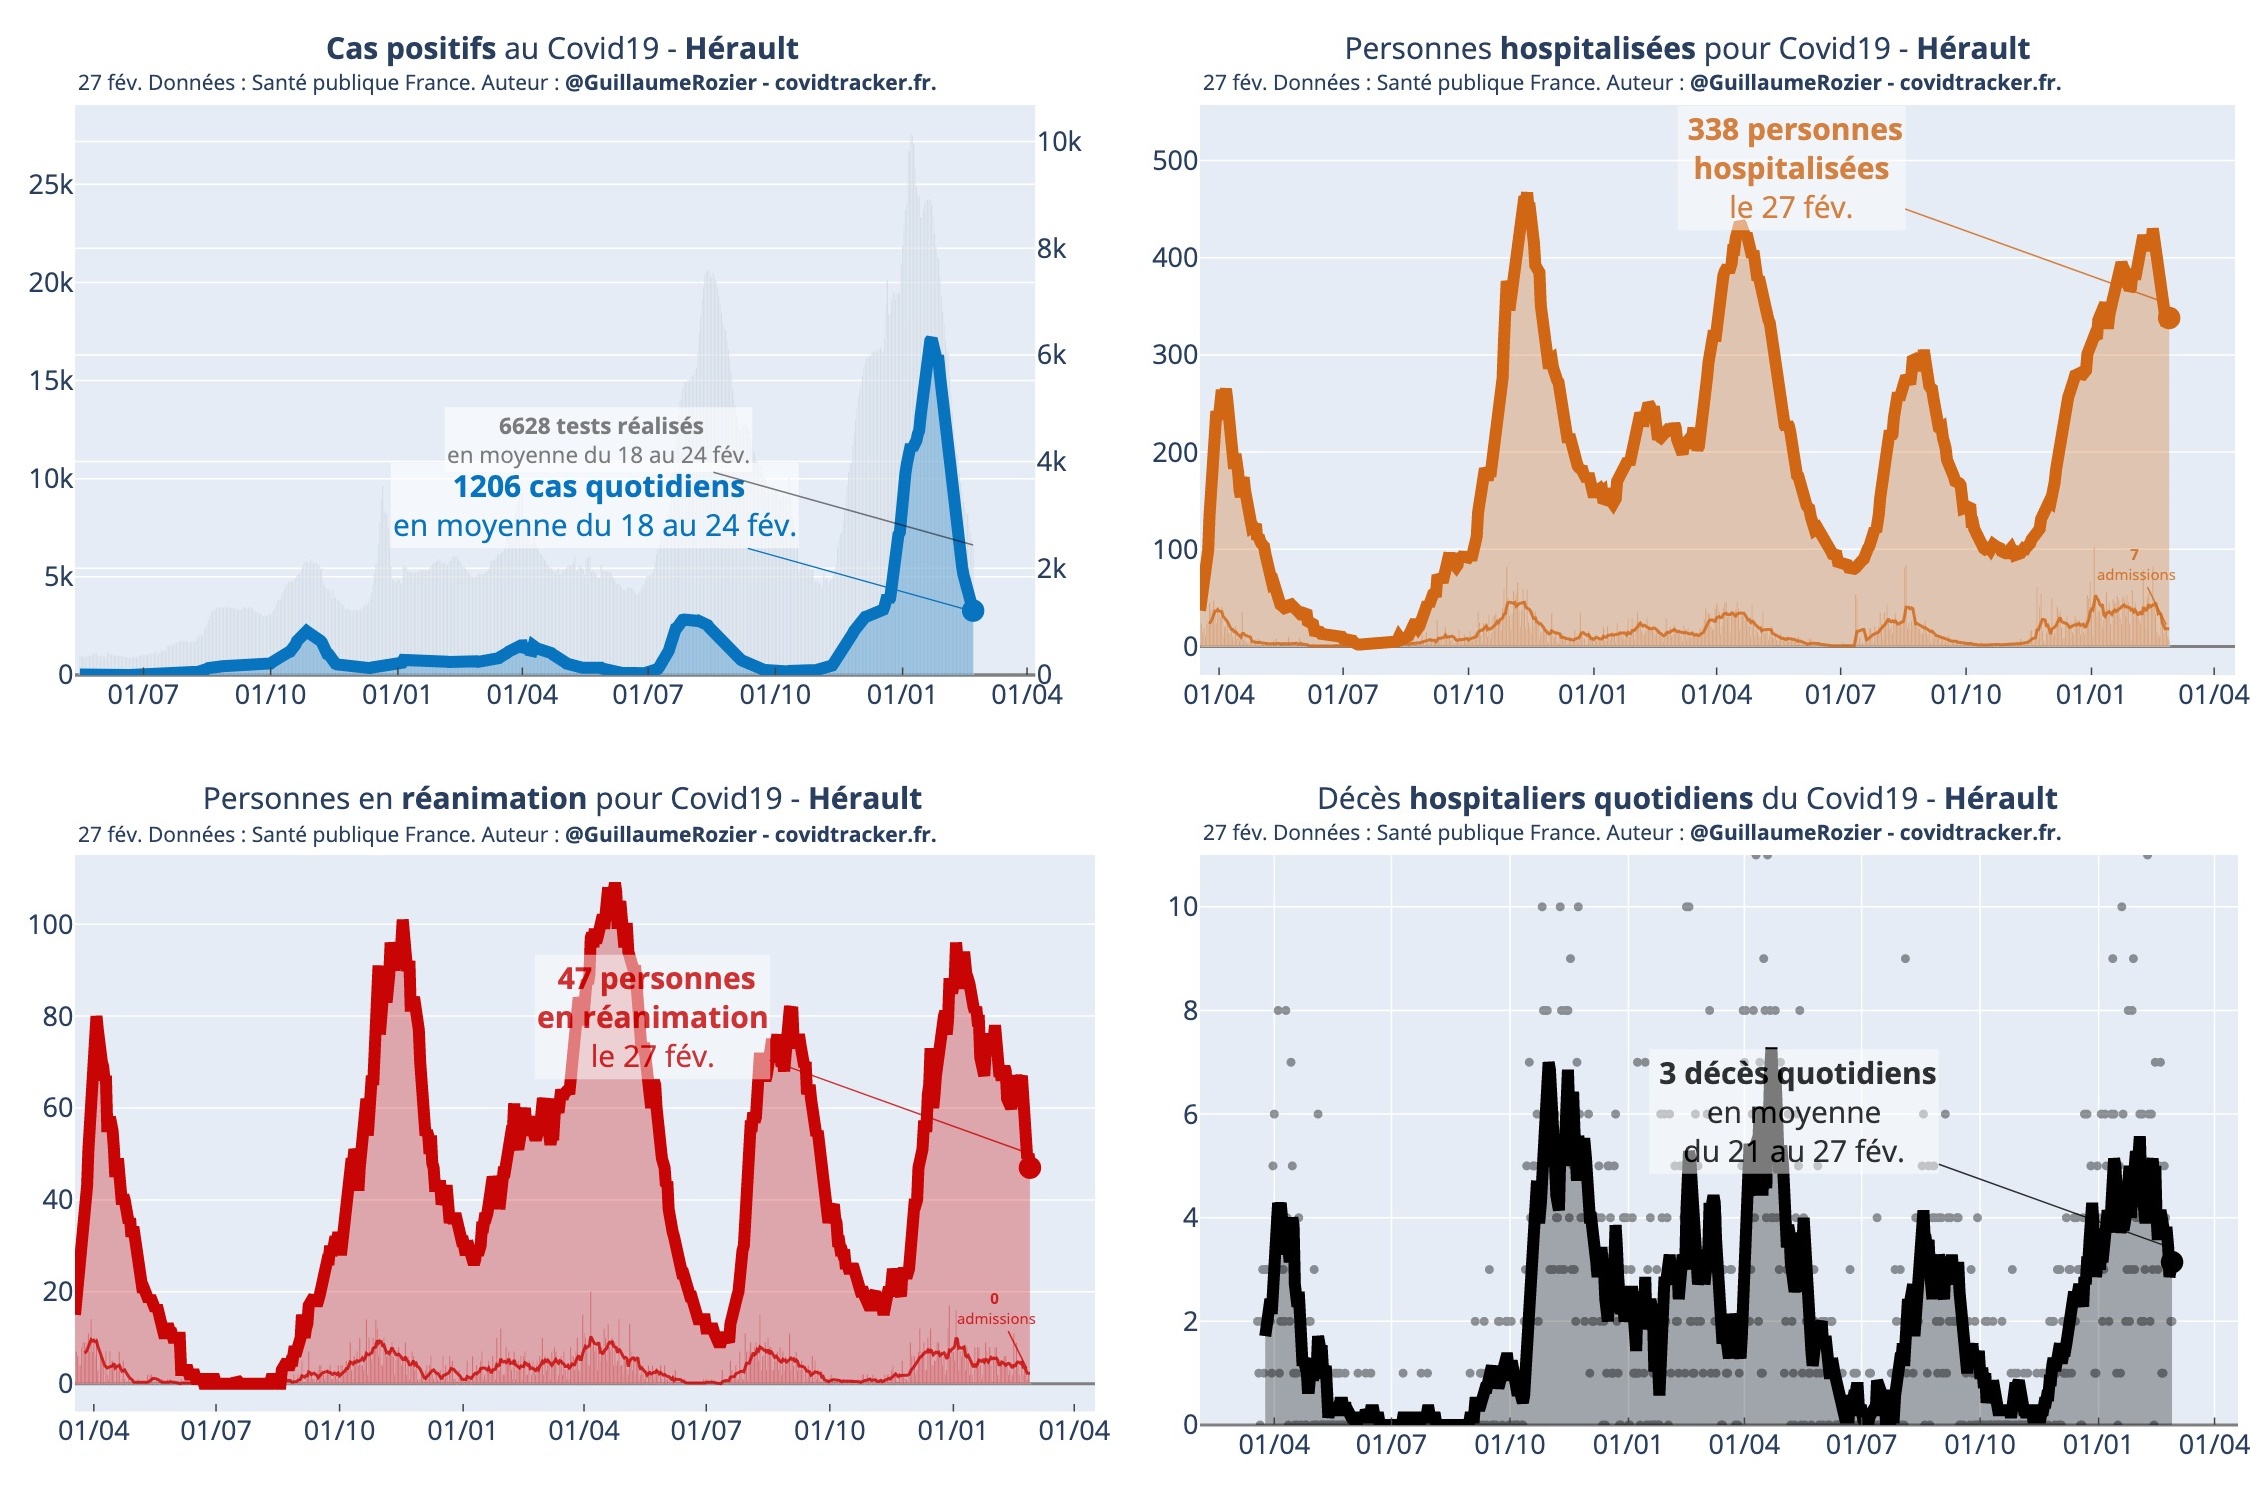 Cas positifs au Covid19 - Hérault
27 fév. Données : Santé publique France. Auteur : @GuillaumeRozier - covidtracker.fr.
25k
20k
15k
10k
5k
0
10k
8k
6k
4k
2k
0
6628 tests réalisés
en moyenne du 18 au 24 fév.
1206 cas quotidiens
en moyenne du 18 au 24 fév.
01/07 01/10 01/01 01/04 01/07 01/10 01/01 01/04
Personnes hospitalisées pour Covid19 - Hérault
27 fév. Données : Santé publique France. Auteur : @GuillaumeRozier - covidtracker.fr.
338 personnes
hospitalisées
le 27 fév.
500
400
300
200
100
0
7
admissions
01/04 01/07 01/10 01/01 01/04 01/07 01/10 01/01 01/04
Personnes en réanimation pour Covid19 - Hérault
27 fév. Données : Santé publique France. Auteur : @GuillaumeRozier - covidtracker.fr.
100
80
60
40
20
0
47 personnes
en réanimation
le 27 fév.
0
admissions
01/04 01/07 01/10 01/01 01/04 01/07 01/10 01/01 01/04
Décès hospitaliers quotidiens du Covid19 - Hérault
27 fév. Données : Santé publique France. Auteur : @GuillaumeRozier - covidtracker.fr.
10
8
6
4
2
0
3 décès quotidiens
en moyenne
du 21 au 27 fév.
01/04 01/07 01/10 01/01 01/04 01/07 01/10 01/01 01/04